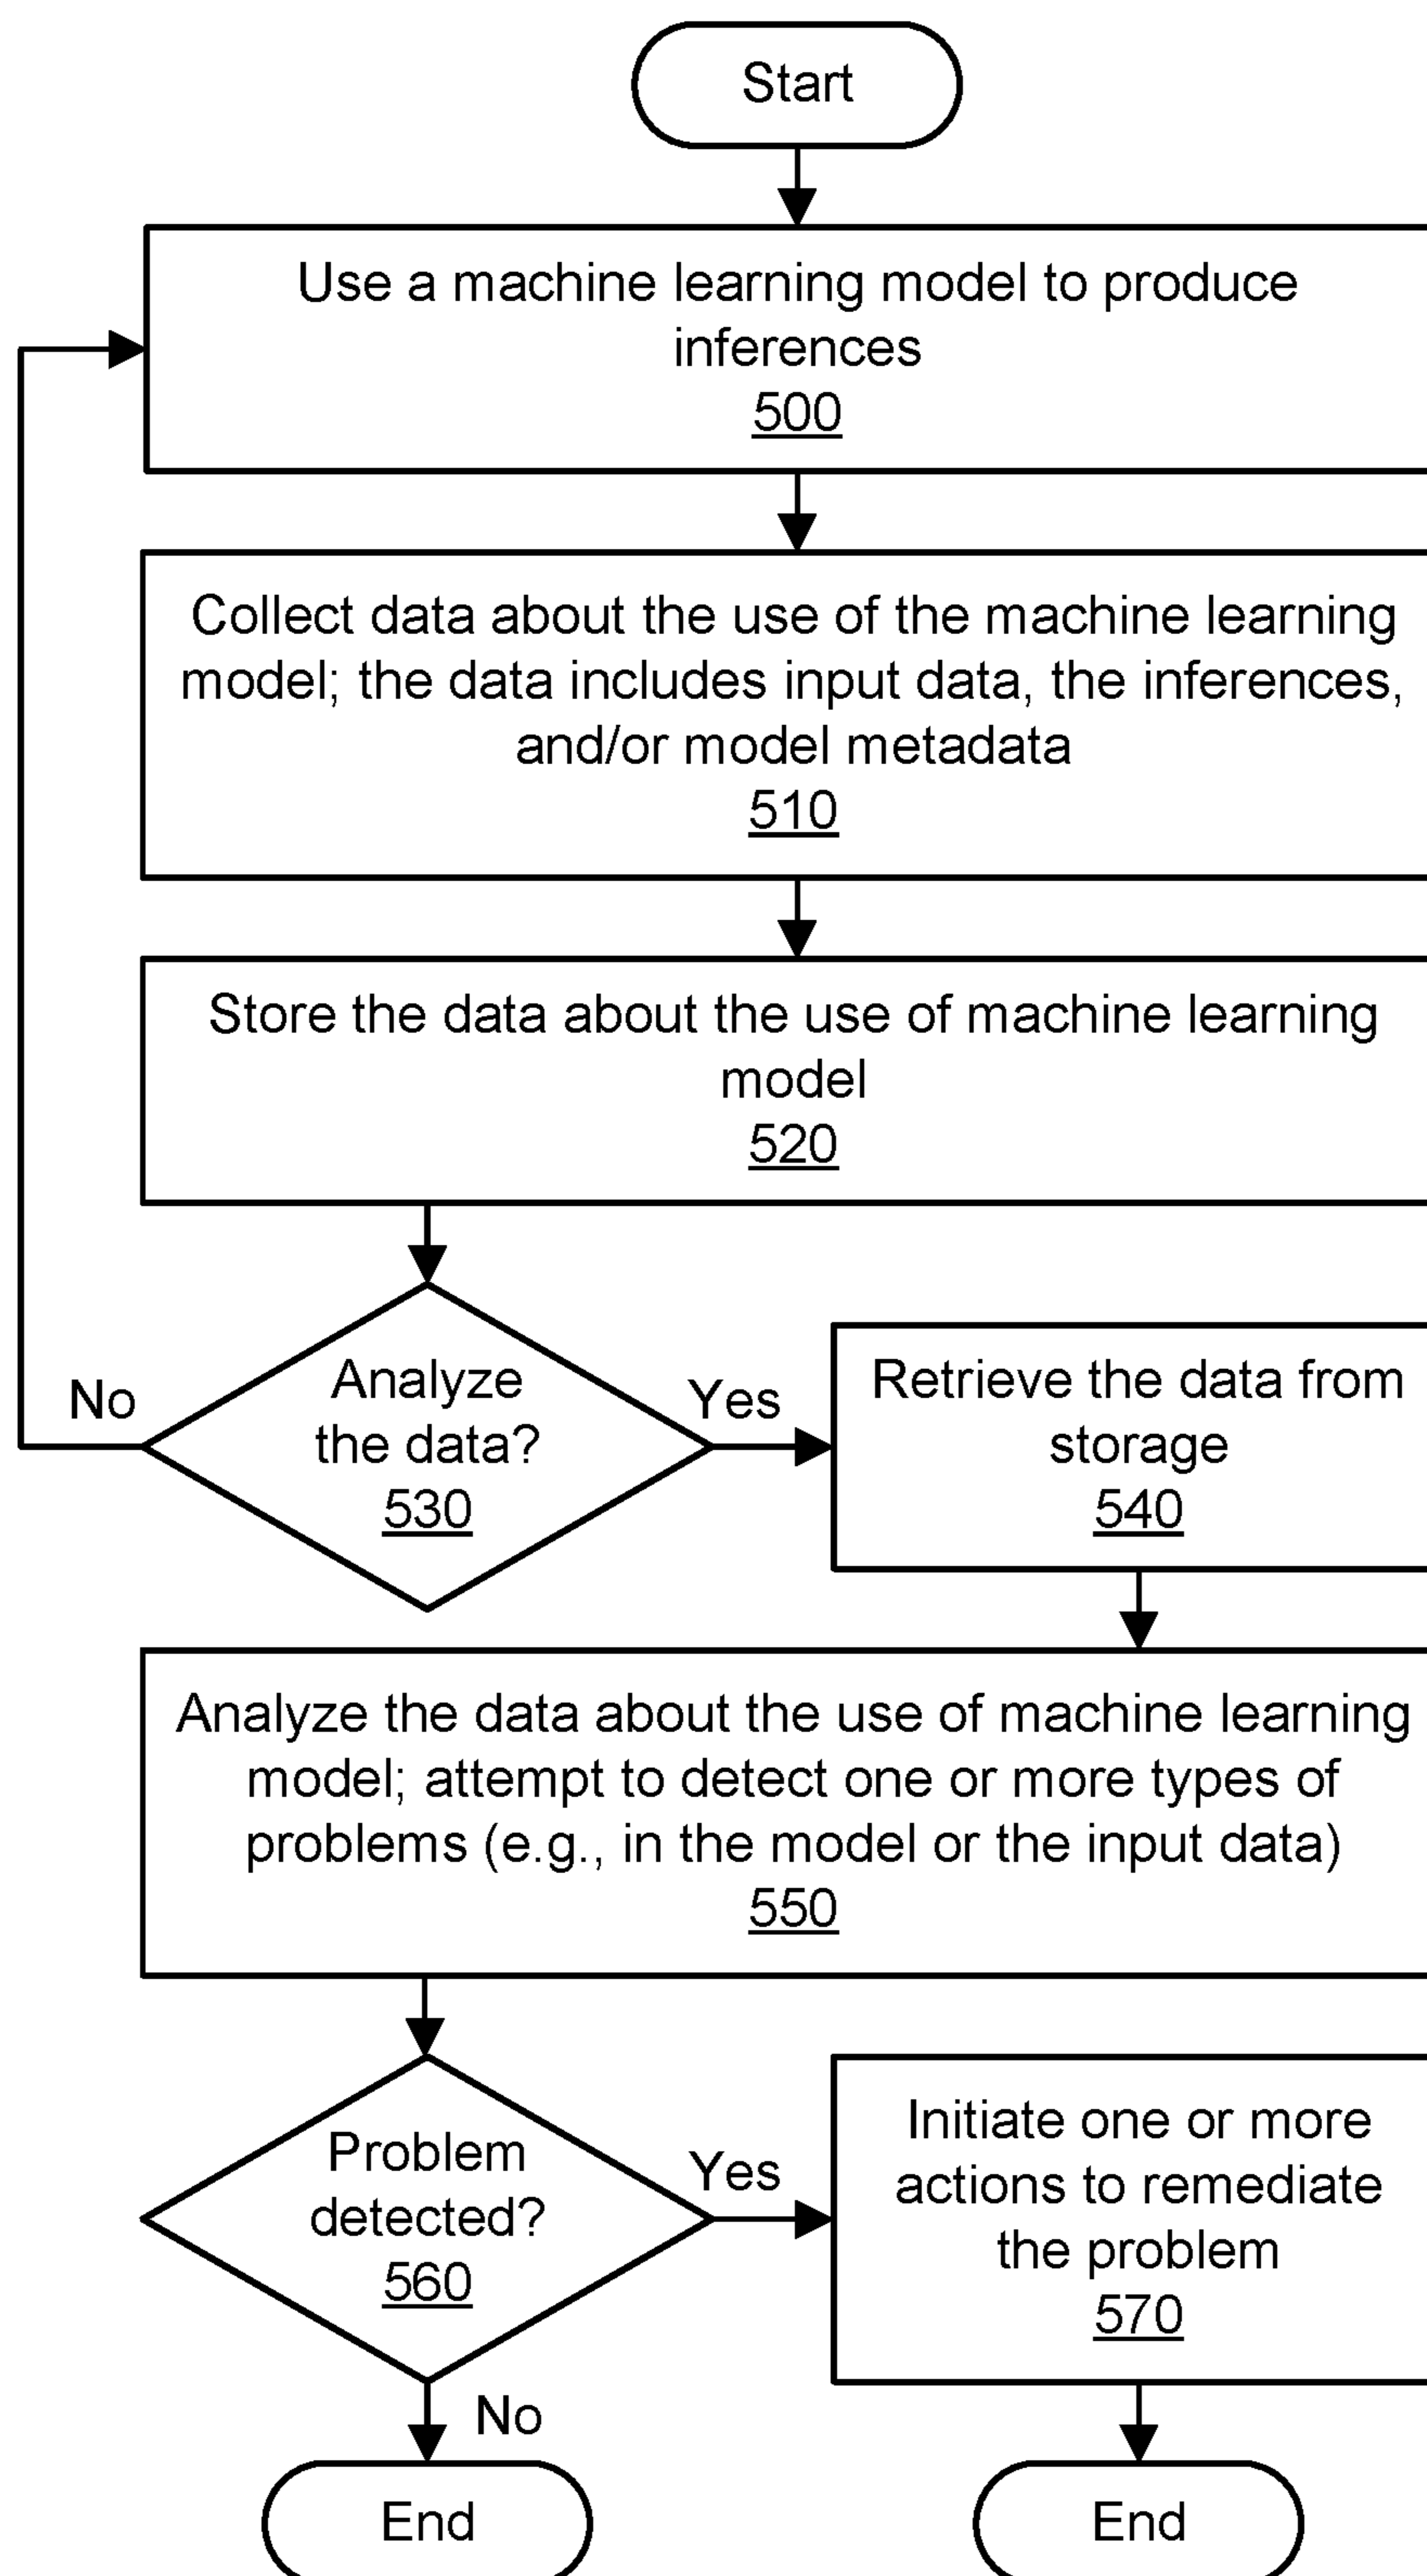 Start
Use a machine learning model to produce
inferences
500
Collect data about the use of the machine learning
model; the data includes input data, the inferences,
and/or model metadata
510
Store the data about the use of machine learning
model
520
No
Analyze
the data?
530
Yes
Retrieve the data from
storage
540
Analyze the data about the use of machine learning
model; attempt to detect one or more types of
problems (e.g., in the model or the input data)
550
Problem
detected?
560
Yes
Initiate one or more
actions to remediate
the problem
570
No
End
End